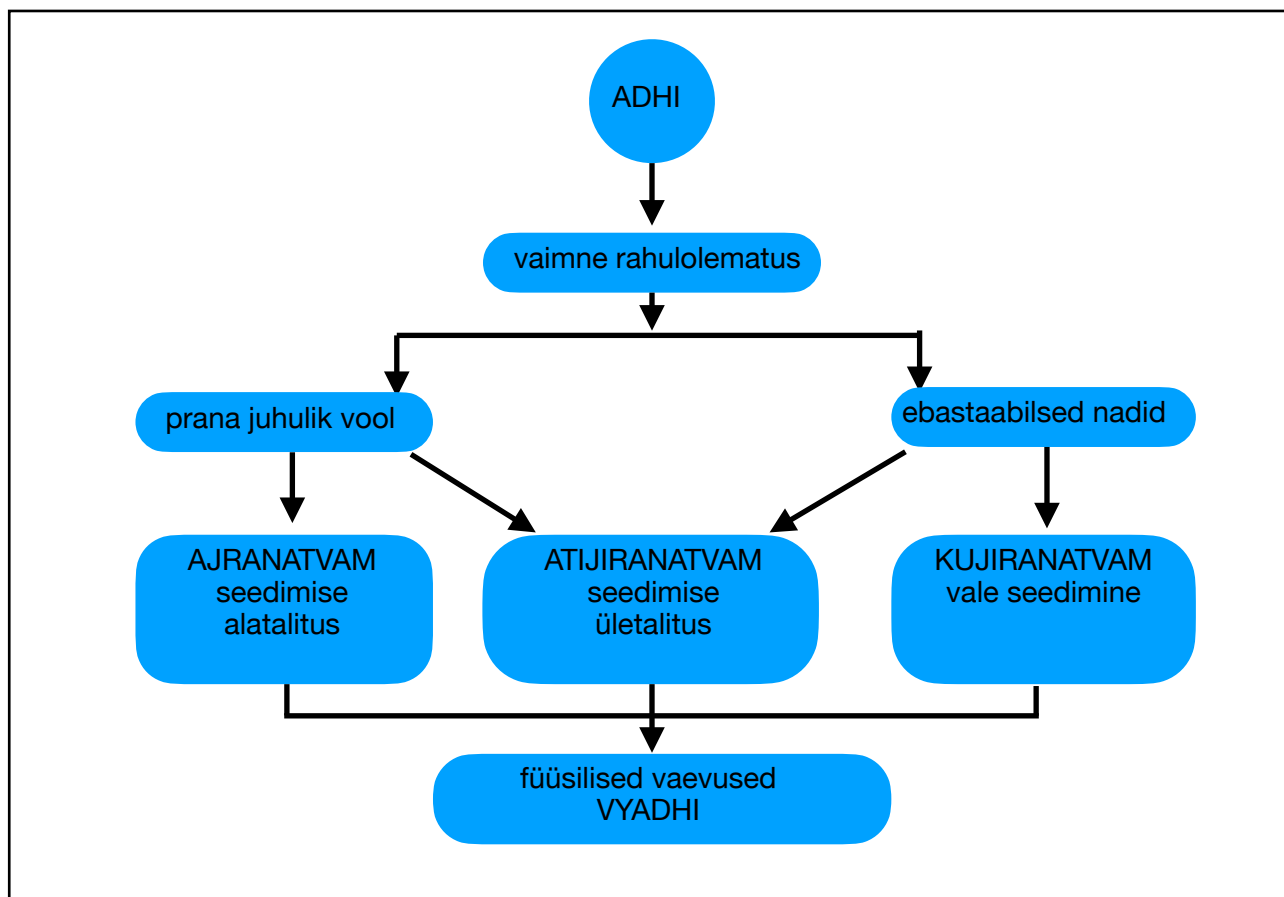 ADHI
vaimne rahulolematus
prana juhulik vool
ebastaabilsed nadid
AJRANATVAM
seedimise
alatalitus
ATIJIRANATVAM
seedimise
ületalitus
KUJIRANATVAM
vale seedimine
füüsilised vaevused
VYADHI